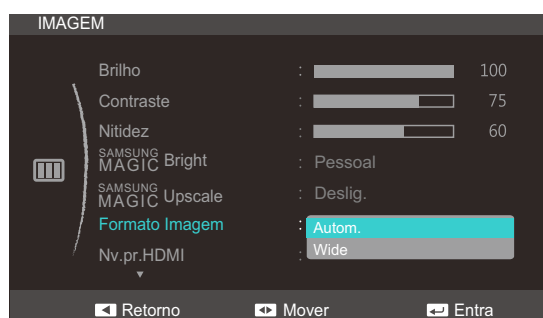 IMAGEM
Brilho : 100
Contraste : 75
Nitidez : 60
SAMSUNG MAGIC Bright : Pessoal
SAMSUNG MAGIC Upscale : Deslig.
Formato Imagem : Autom.
Wide
Nv.pr.HDMI :
Retorno Mover Entra